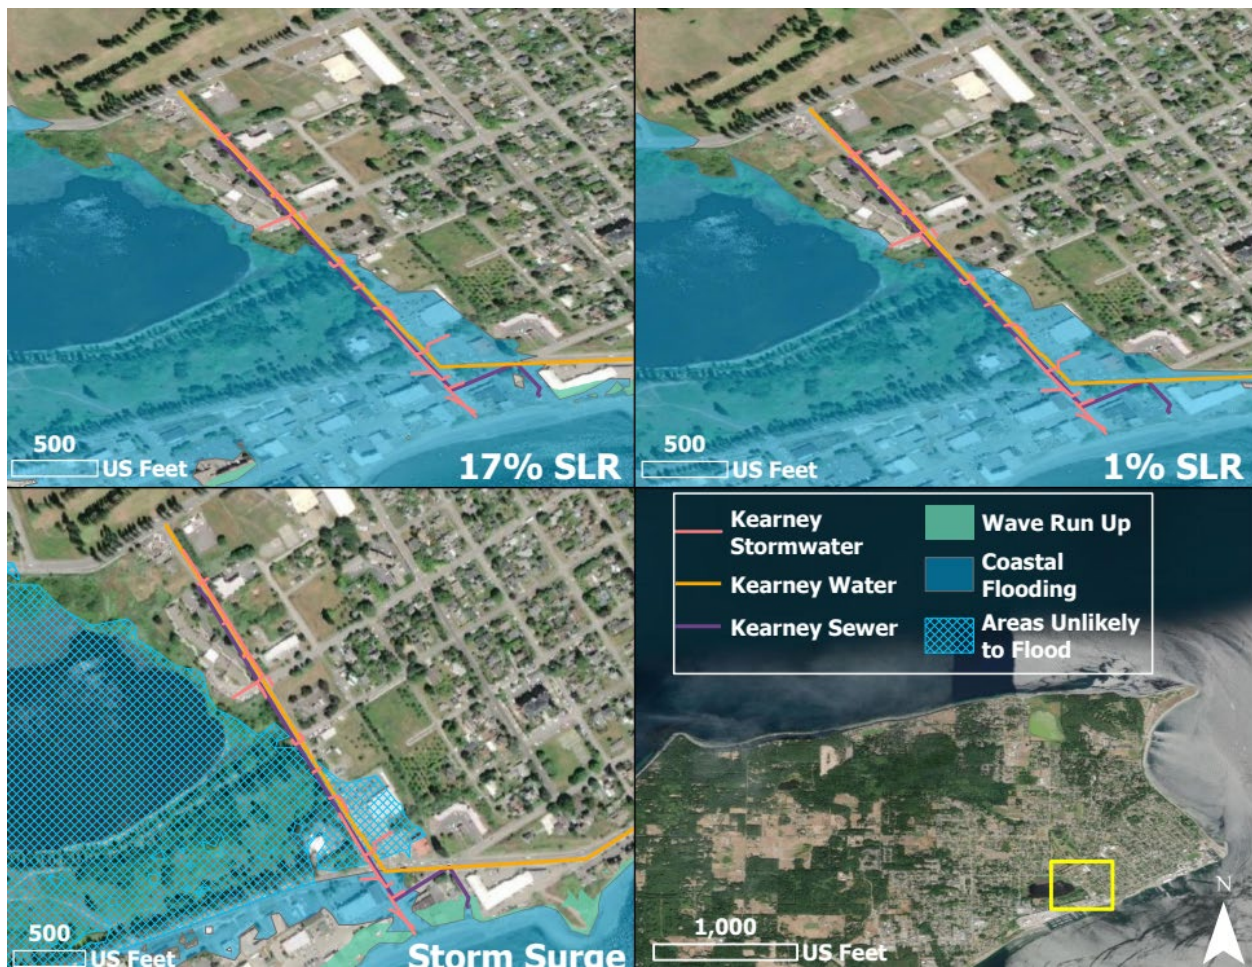 500
US Feet
17% SLR
500
US Feet
1% SLR
Kearney
Stormwater
Kearney Water
Kearney Sewer
Wave Run Up
Coastal
Flooding
Areas Unlikely
to Flood
500
US Feet
Storm Surge
1,000
US Feet
N